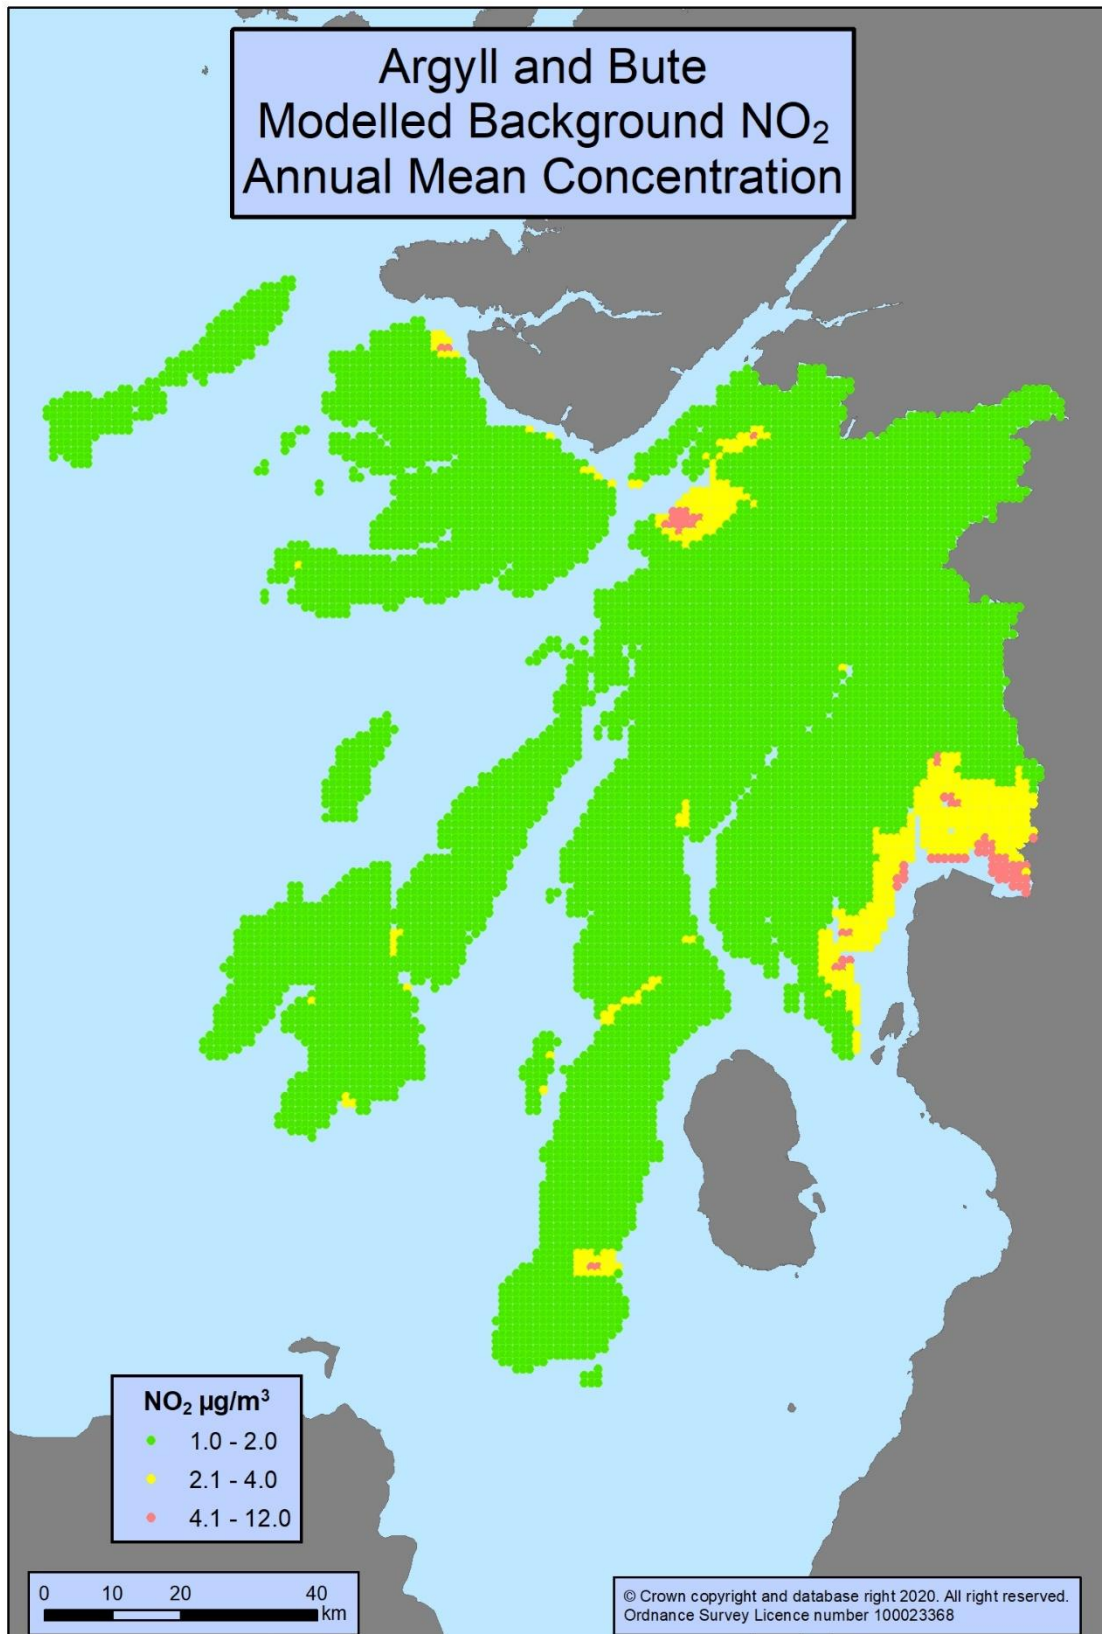 Argyll and Bute
Modelled Background NO₂
Annual Mean Concentration
NO₂ µg/m³
1.0 - 2.0
2.1 - 4.0
4.1 - 12.0
0 10 20 40
km
© Crown copyright and database right 2020. All right reserved.
Ordnance Survey Licence number 100023368